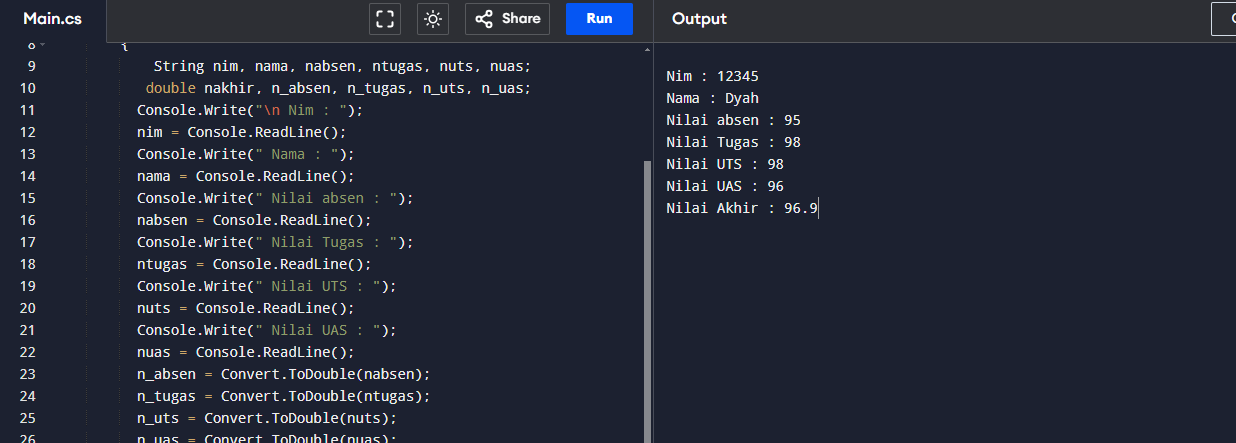 Main.cs
Share
Run
Output
8 {
9 String nim, nama, nabsen, ntugas, nuts, nuas;
10 double nakhir, n_absen, n_tugas, n_uts, n_uas;
11 Console.Write("\n Nim : ");
12 nim = Console.ReadLine();
13 Console.Write(" Nama : ");
14 nama = Console.ReadLine();
15 Console.Write(" Nilai absen : ");
16 nabsen = Console.ReadLine();
17 Console.Write(" Nilai Tugas : ");
18 ntugas = Console.ReadLine();
19 Console.Write(" Nilai UTS : ");
20 nuts = Console.ReadLine();
21 Console.Write(" Nilai UAS : ");
22 nuas = Console.ReadLine();
23 n_absen = Convert.ToDouble(nabsen);
24 n_tugas = Convert.ToDouble(ntugas);
25 n_uts = Convert.ToDouble(nuts);
26 n_uas = Convert.ToDouble(nuas);
Nim : 12345
Nama : Dyah
Nilai absen : 95
Nilai Tugas : 98
Nilai UTS : 98
Nilai UAS : 96
Nilai Akhir : 96.9